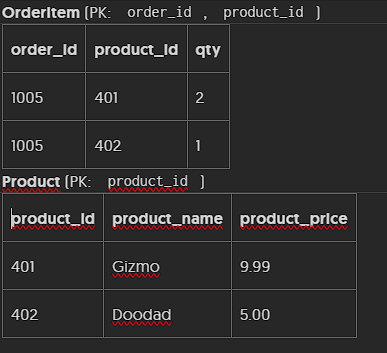 OrderItem (PK: order_id , product_id )
order_id product_id qty
1005 401 2
1005 402 1
Product (PK: product_id )
product_id product_name product_price
401 Gizmo 9.99
402 Doodad 5.00